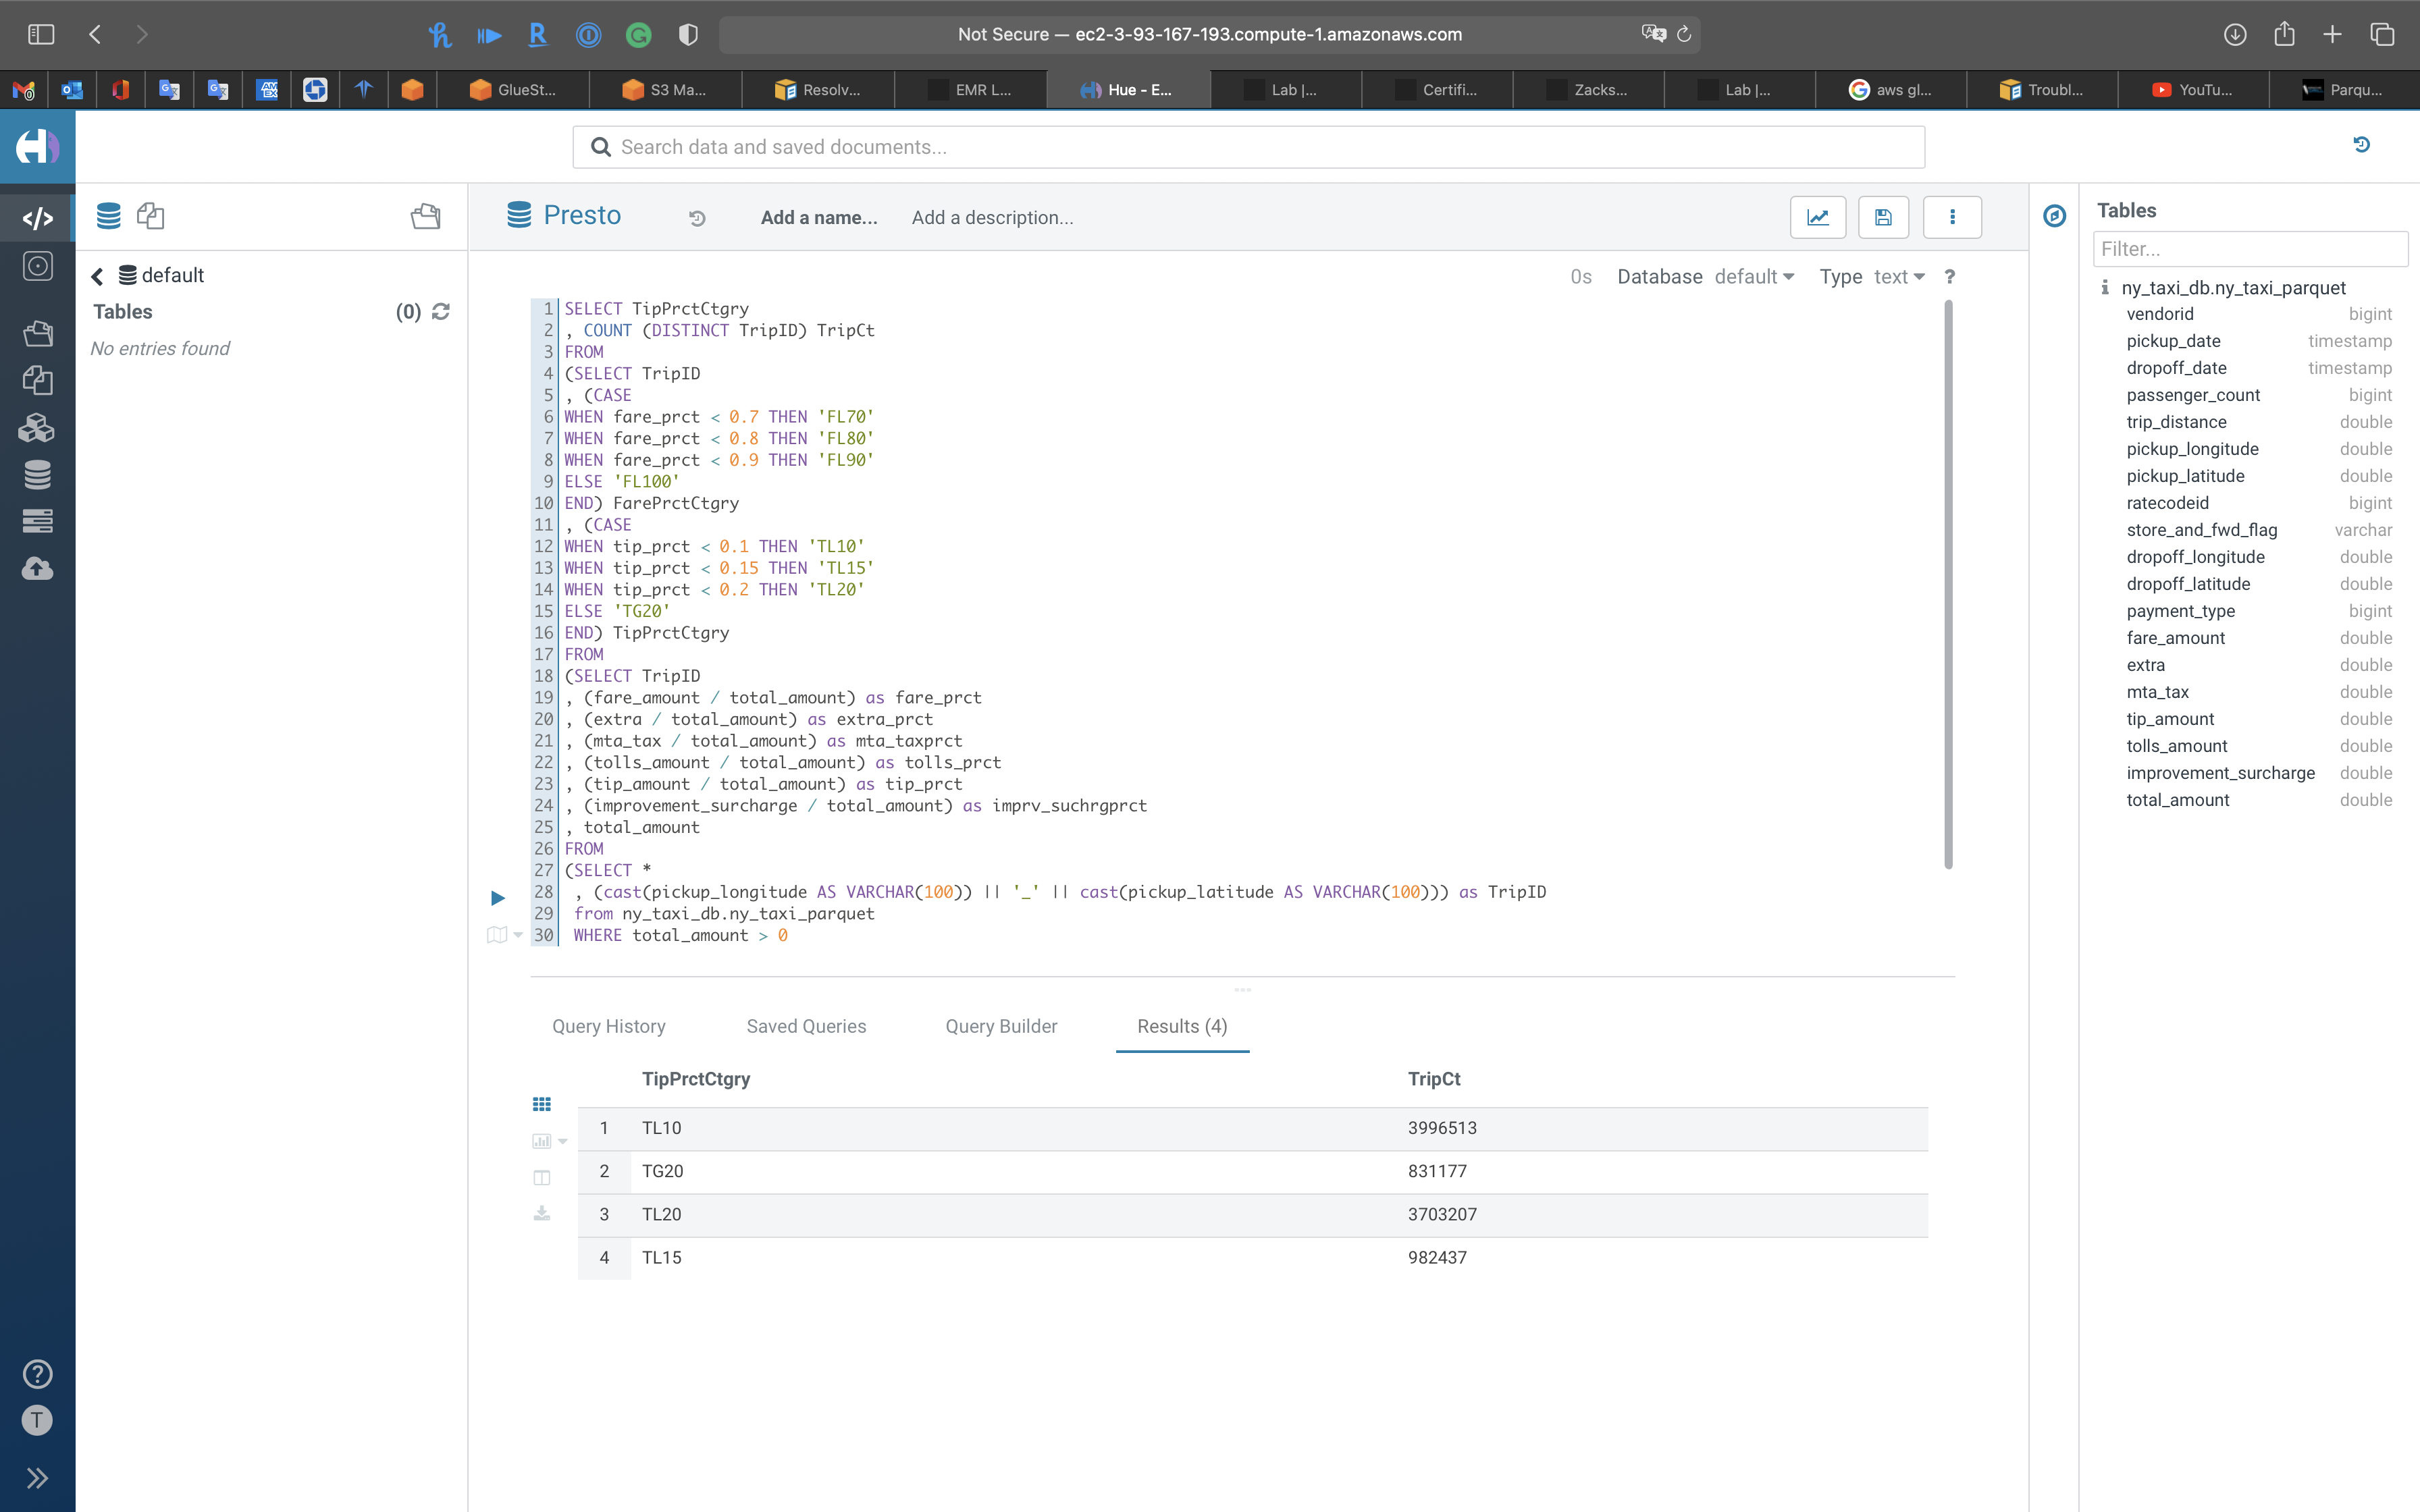 Not Secure — ec2-3-93-167-193.compute-1.amazonaws.com
GlueSt...
S3 Ma...
Resolv...
EMR L...
Hue - E...
Lab |...
Certifi...
Zacks...
Lab |...
aws gl...
Troubl...
YouTu...
Parqu...
Search data and saved documents...
Presto
Add a name...
Add a description...
default
Tables
(0)
No entries found
0s Database default Type text ?
1 SELECT TipPrctCtgry
2 , COUNT (DISTINCT TripID) TripCt
3 FROM
4 (SELECT TripID
5 , (CASE
6 WHEN fare_prct < 0.7 THEN 'FL70'
7 WHEN fare_prct < 0.8 THEN 'FL80'
8 WHEN fare_prct < 0.9 THEN 'FL90'
9 ELSE 'FL100'
10 END) FarePrctCtgry
11 , (CASE
12 WHEN tip_prct < 0.1 THEN 'TL10'
13 WHEN tip_prct < 0.15 THEN 'TL15'
14 WHEN tip_prct < 0.2 THEN 'TL20'
15 ELSE 'TG20'
16 END) TipPrctCtgry
17 FROM
18 (SELECT TripID
19 , (fare_amount / total_amount) as fare_prct
20 , (extra / total_amount) as extra_prct
21 , (mta_tax / total_amount) as mta_taxprct
22 , (tolls_amount / total_amount) as tolls_prct
23 , (tip_amount / total_amount) as tip_prct
24 , (improvement_surcharge / total_amount) as imprv_suchrgprct
25 , total_amount
26 FROM
27 (SELECT *
28 , (cast(pickup_longitude AS VARCHAR(100)) || '_' || cast(pickup_latitude AS VARCHAR(100))) as TripID
29 from ny_taxi_db.ny_taxi_parquet
30 WHERE total_amount > 0
Query History
Saved Queries
Query Builder
Results (4)
TipPrctCtgry TripCt
1 TL10 3996513
2 TG20 831177
3 TL20 3703207
4 TL15 982437
Tables
Filter...
ny_taxi_db.ny_taxi_parquet
vendorid bigint
pickup_date timestamp
dropoff_date timestamp
passenger_count bigint
trip_distance double
pickup_longitude double
pickup_latitude double
ratecodeid bigint
store_and_fwd_flag varchar
dropoff_longitude double
dropoff_latitude double
payment_type bigint
fare_amount double
extra double
mta_tax double
tip_amount double
tolls_amount double
improvement_surcharge double
total_amount double
T